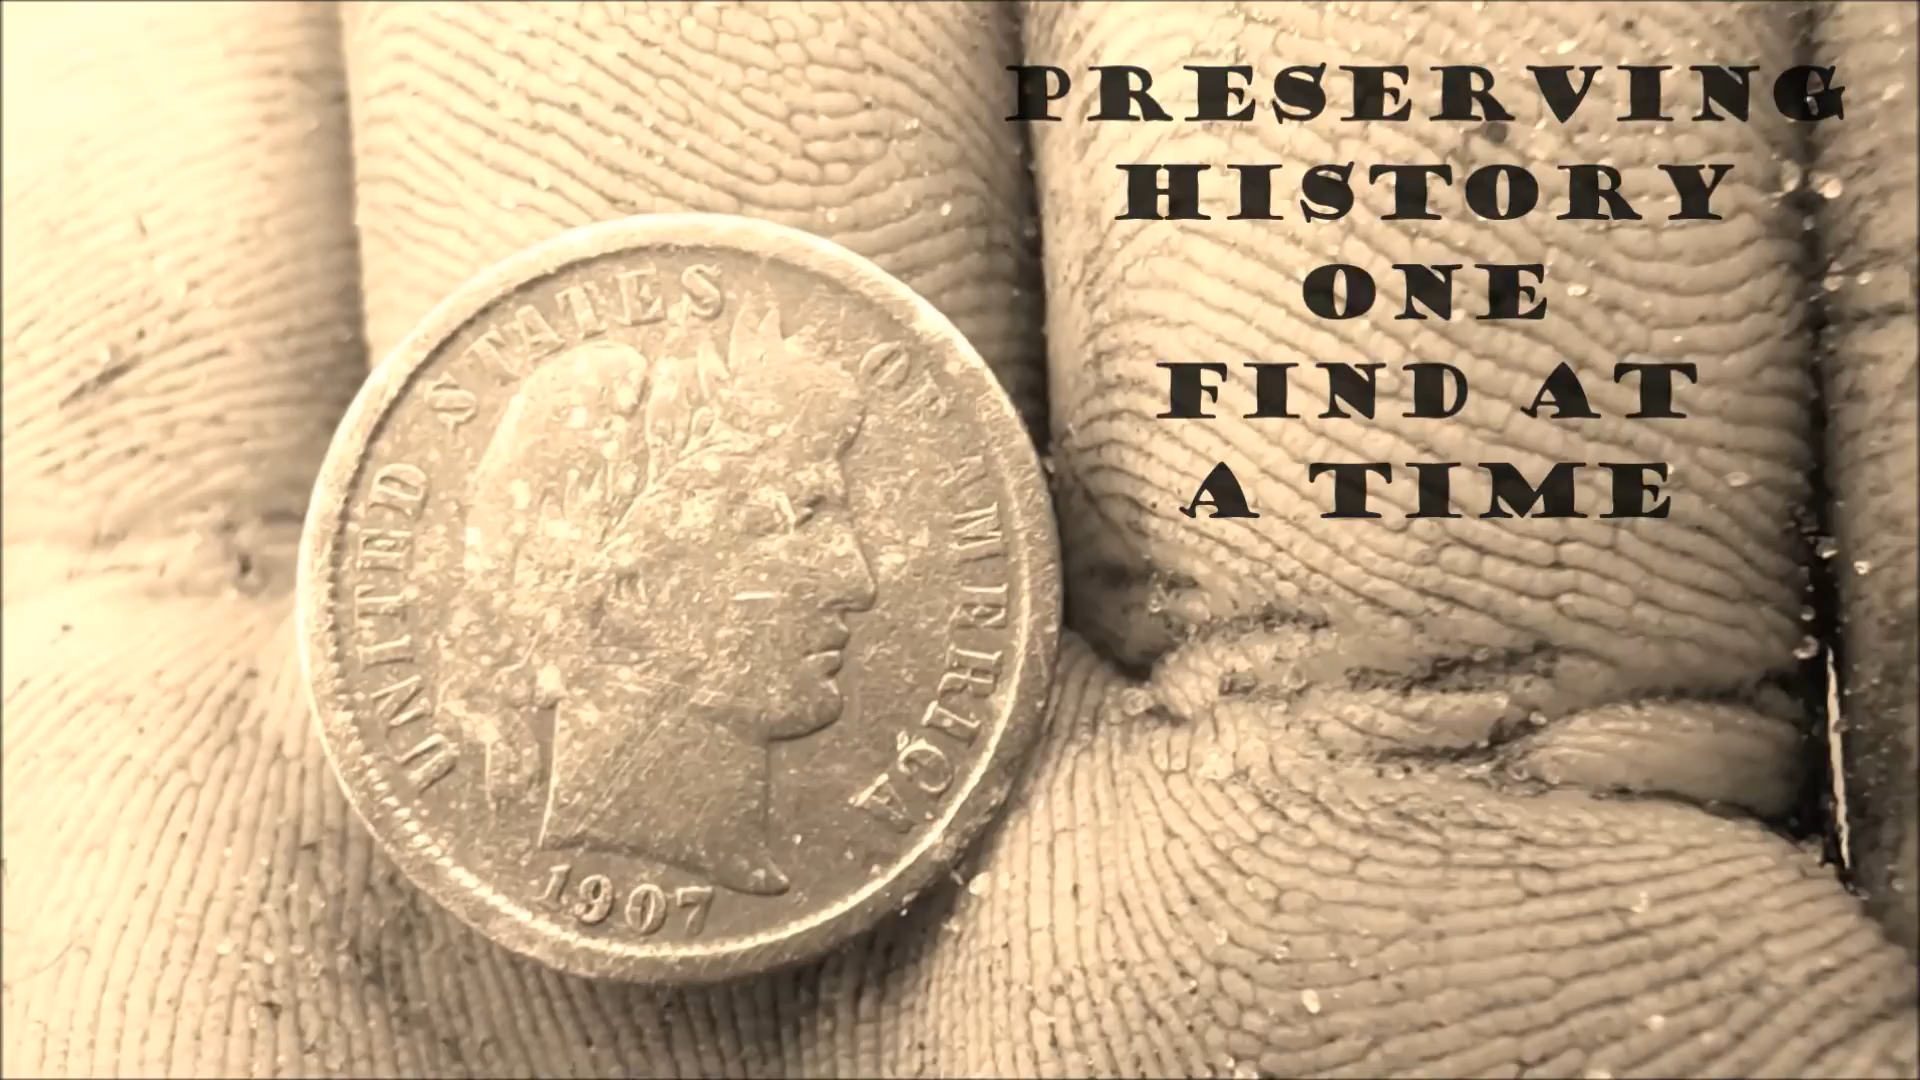 PRESERVING
HISTORY
ONE
FIND AT
A TIME
UNITED STATES OF AMERICA
1907